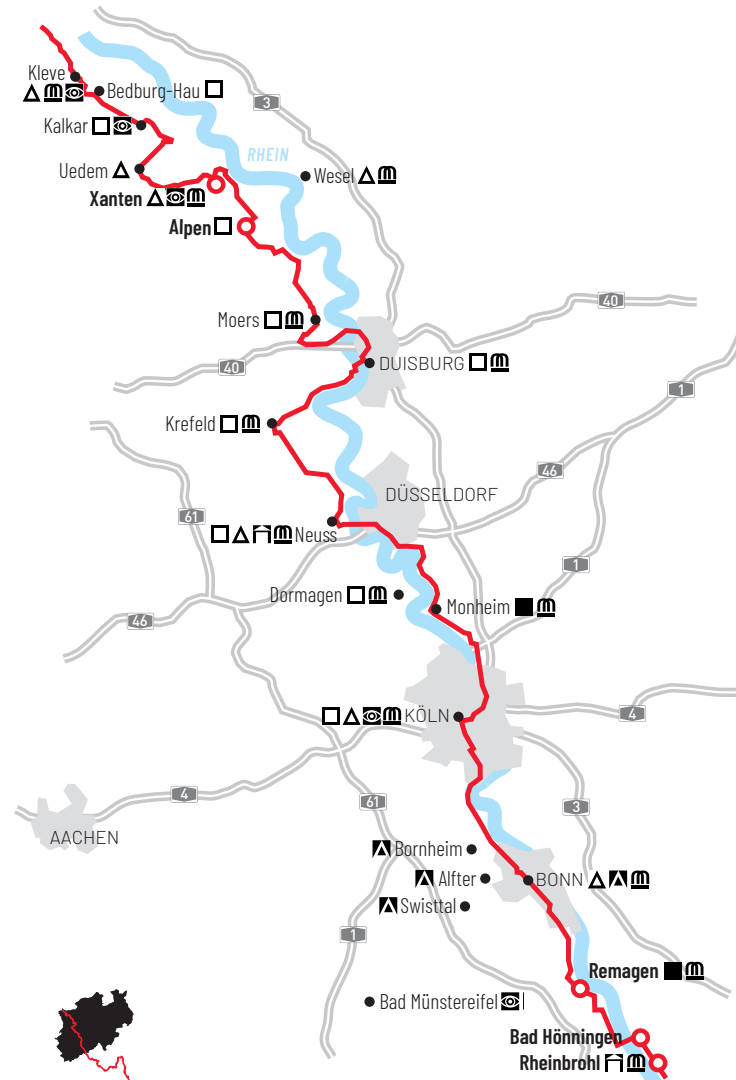 3
Kleve
Bedburg-Hau
Kalkar
RHEIN
Uedem
Wesel
Xanten
Alpen
40
Moers
DUISBURG
40
1
Krefeld
46
DÜSSELDORF
61
Neuss
1
Dormagen
Monheim
46
KÖLN
4
4
61
3
AACHEN
Bornheim
Alfter
BONN
Swisttal
1
Remagen
Bad Münstereifel
Bad Hönningen
Rheinbrohl